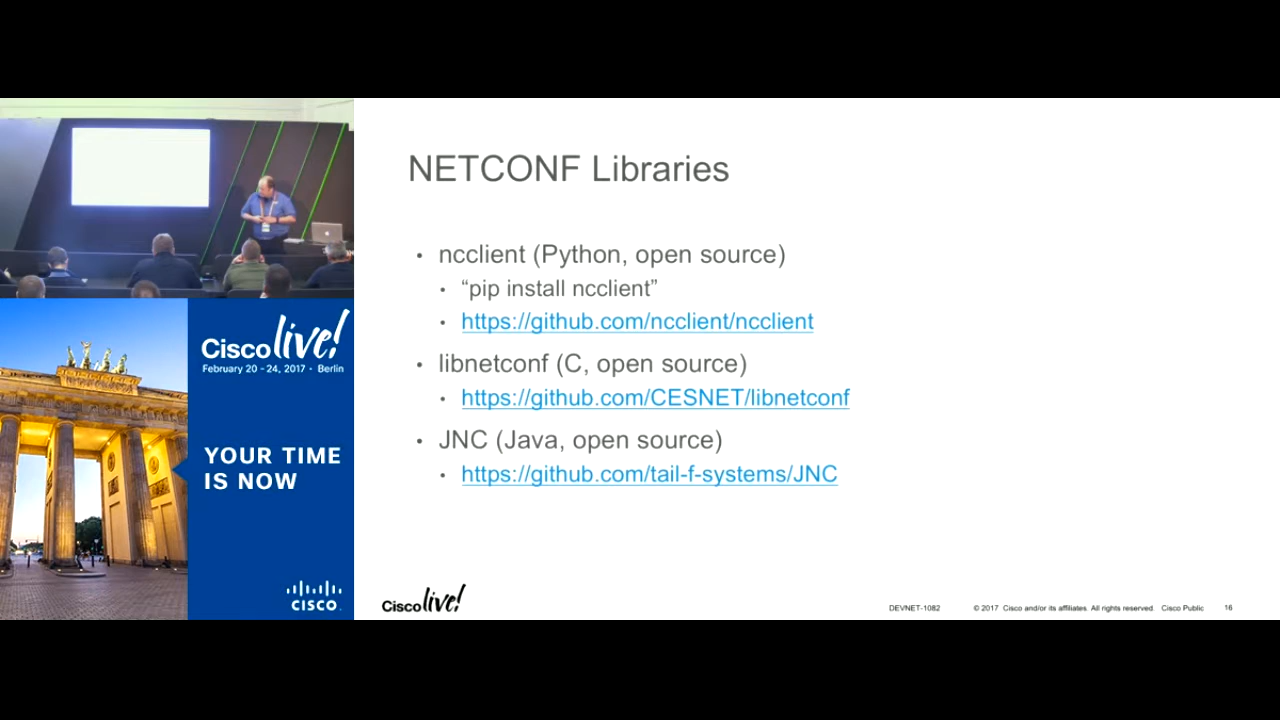 NETCONF Libraries
• ncclient (Python, open source)
• “pip install ncclient”
• https://github.com/ncclient/ncclient
• libnetconf (C, open source)
• https://github.com/CESNET/libnetconf
• JNC (Java, open source)
• https://github.com/tail-f-systems/JNC
Cisco live!
February 20 - 24, 2017 • Berlin
YOUR TIME
IS NOW
CISCO.
Cisco live!
DEVNET-1082 © 2017 Cisco and/or its affiliates. All rights reserved. Cisco Public 16